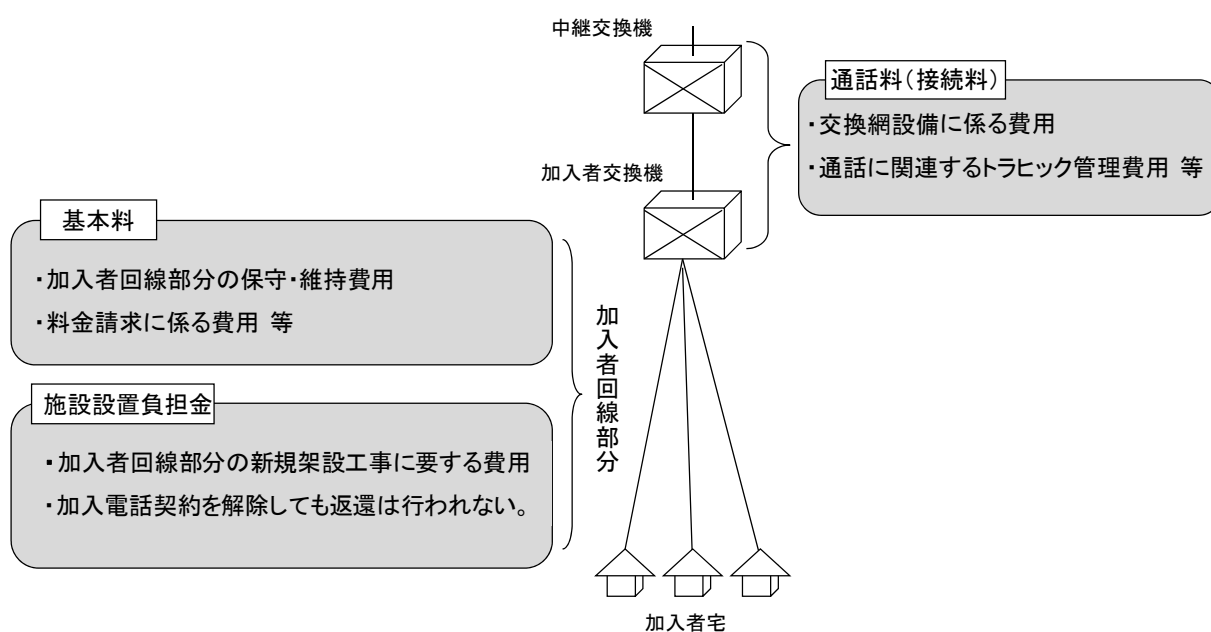 中継交換機
通話料(接続料)
・交換網設備に係る費用
・通話に関連するトラヒック管理費用 等
加入者交換機
基本料
・加入者回線部分の保守・維持費用
・料金請求に係る費用 等
加入者回線部分
施設設置負担金
・加入者回線部分の新規架設工事に要する費用
・加入電話契約を解除しても返還は行われない。
加入者宅